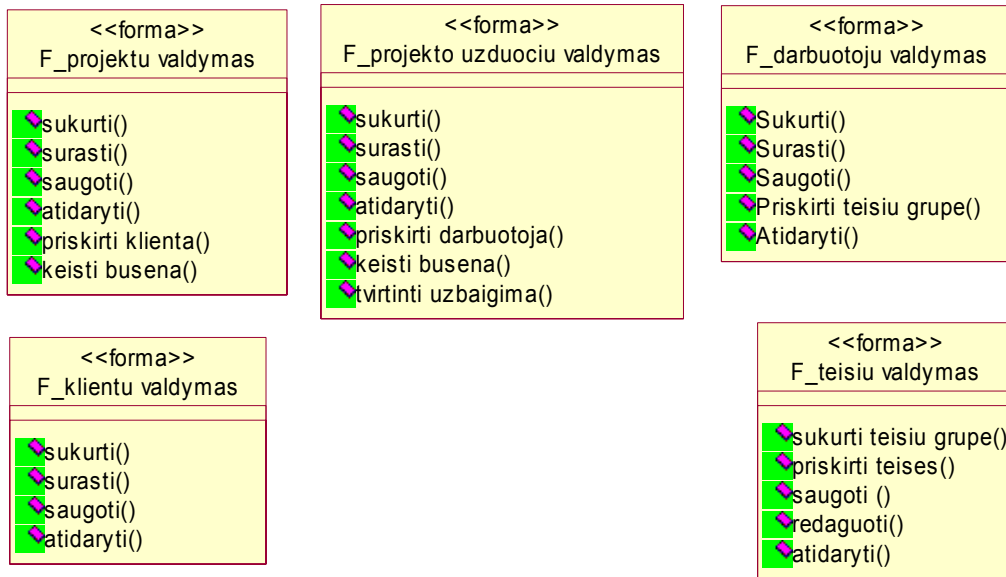 <<forma>>
F_projektu valdymas
sukurti()
surasti()
saugoti()
atidaryti()
priskirti klienta()
keisti busena()
<<forma>>
F_projekto uzduociu valdymas
sukurti()
surasti()
saugoti()
atidaryti()
priskirti darbuotoja()
keisti busena()
tvirtinti uzbaigima()
<<forma>>
F_darbuotoju valdymas
Sukurti()
Surasti()
Saugoti()
Priskirti teisiu grupe()
Atidaryti()
<<forma>>
F_klientu valdymas
sukurti()
surasti()
saugoti()
atidaryti()
<<forma>>
F_teisiu valdymas
sukurti teisiu grupe()
priskirti teises()
saugoti ()
redaguoti()
atidaryti()